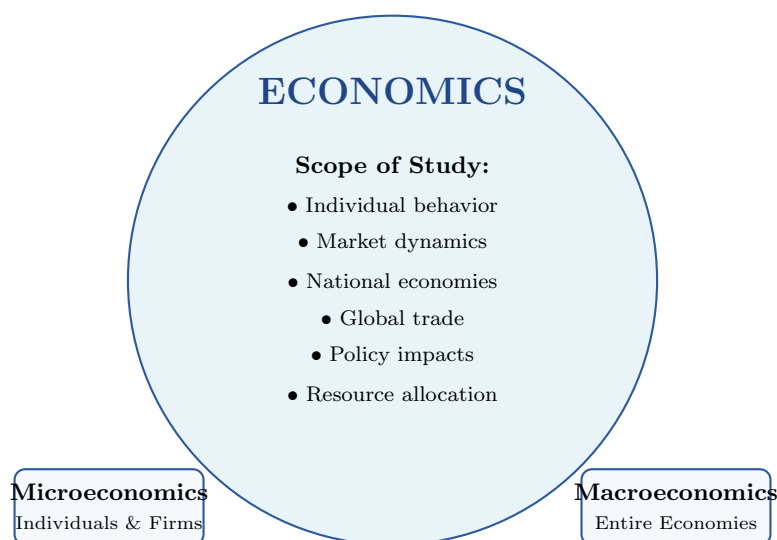 ECONOMICS
Scope of Study:
• Individual behavior
• Market dynamics
• National economies
• Global trade
• Policy impacts
• Resource allocation
Microeconomics
Individuals & Firms
Macroeconomics
Entire Economies